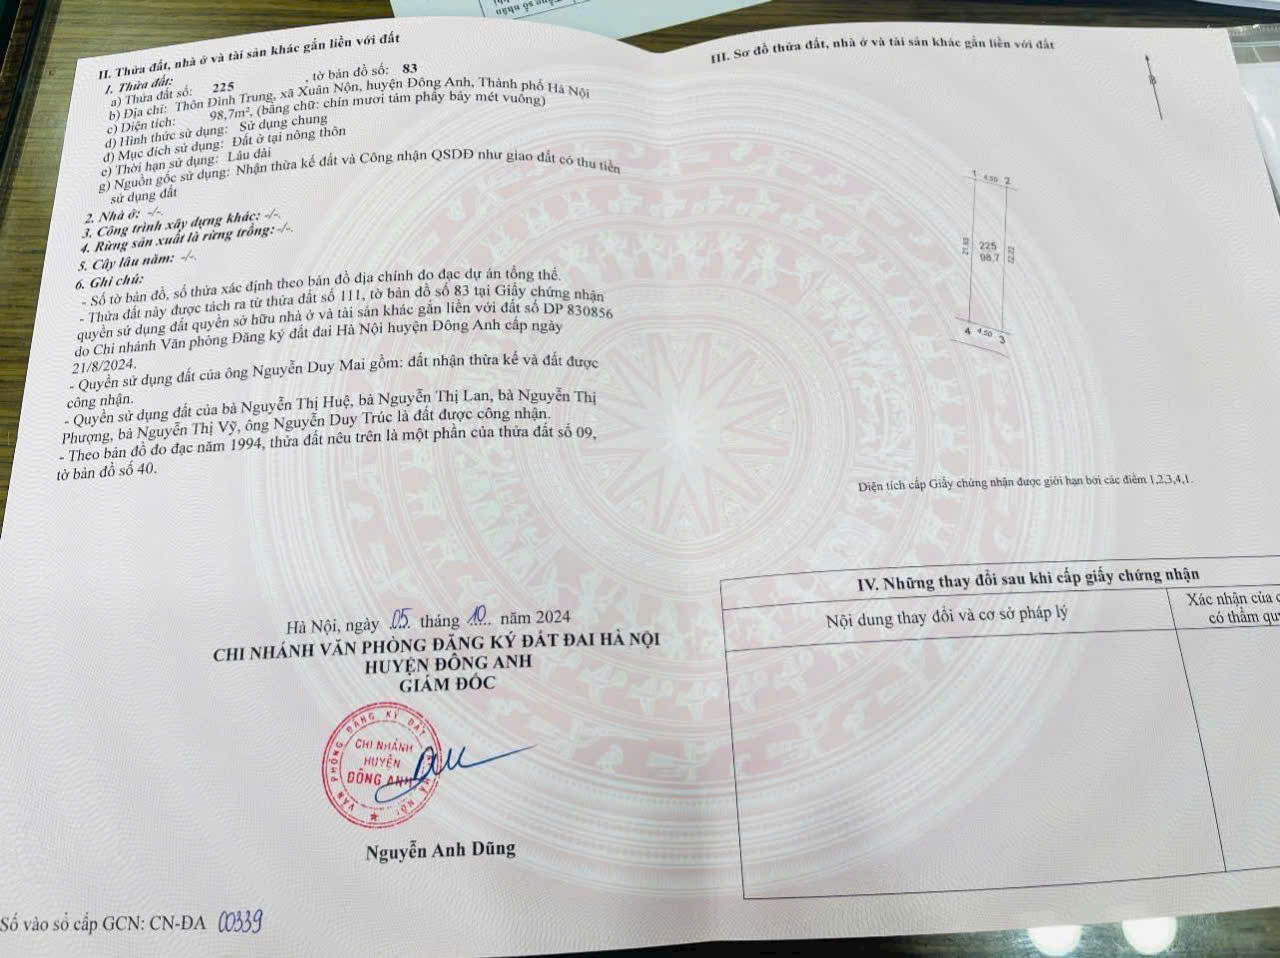 II. Thửa đất, nhà ở và tài sản khác gắn liền với đất
1. Thửa đất:
a) Thửa đất số: 225 , tờ bản đồ số: 83
b) Địa chỉ: Thôn Đình Trung, xã Xuân Nộn, huyện Đông Anh, Thành phố Hà Nội
c) Diện tích: 98,7m², (bằng chữ: chín mươi tám phẩy bảy mét vuông)
d) Hình thức sử dụng: Sử dụng chung
đ) Mục đích sử dụng: Đất ở tại nông thôn
e) Thời hạn sử dụng: Lâu dài
g) Nguồn gốc sử dụng: Nhận thừa kế đất và Công nhận QSDĐ như giao đất có thu tiền
sử dụng đất
2. Nhà ở: -/-.
3. Công trình xây dựng khác: -/-.
4. Rừng sản xuất là rừng trồng: -/-.
5. Cây lâu năm: -/-.
6. Ghi chú:
- Số tờ bản đồ, số thửa xác định theo bản đồ địa chính đo đạc dự án tổng thể.
- Thửa đất này được tách ra từ thửa đất số 111, tờ bản đồ số 83 tại Giấy chứng nhận
quyền sử dụng đất quyền sở hữu nhà ở và tài sản khác gắn liền với đất số DP 830856
do Chi nhánh Văn phòng Đăng ký đất đai Hà Nội huyện Đông Anh cấp ngày
21/8/2024.
- Quyền sử dụng đất của ông Nguyễn Duy Mai gồm: đất nhận thừa kế và đất được
công nhận.
- Quyền sử dụng đất của bà Nguyễn Thị Huệ, bà Nguyễn Thị Lan, bà Nguyễn Thị
Phượng, bà Nguyễn Thị Vỹ, ông Nguyễn Duy Trúc là đất được công nhận.
- Theo bản đồ đo đạc năm 1994, thửa đất nêu trên là một phần của thửa đất số 09,
tờ bản đồ số 40.
Hà Nội, ngày 05. tháng 10. năm 2024
CHI NHÁNH VĂN PHÒNG ĐĂNG KÝ ĐẤT ĐAI HÀ NỘI
HUYỆN ĐÔNG ANH
GIÁM ĐỐC
VĂN PHÒNG ĐĂNG KÝ ĐẤT ĐAI HÀ NỘI
CHI NHÁNH
HUYỆN
ĐÔNG ANH
Nguyễn Anh Dũng
Số vào sổ cấp GCN: CN-ĐA 00339
III. Sơ đồ thửa đất, nhà ở và tài sản khác gắn liền với đất
B
1 4.50 2
225
98,7
4 4.50 3
Diện tích cấp Giấy chứng nhận được giới hạn bởi các điểm 1,2,3,4,1.
IV. Những thay đổi sau khi cấp giấy chứng nhận
Nội dung thay đổi và cơ sở pháp lý
Xác nhận của c
có thẩm qu